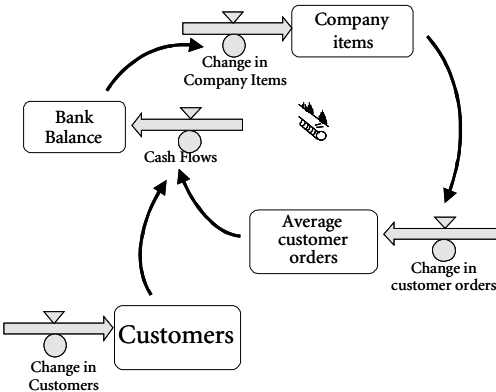 Company
items
Change in
Company Items
Bank
Balance
Cash Flows
Average
customer
orders
Change in
customer orders
Customers
Change in
Customers